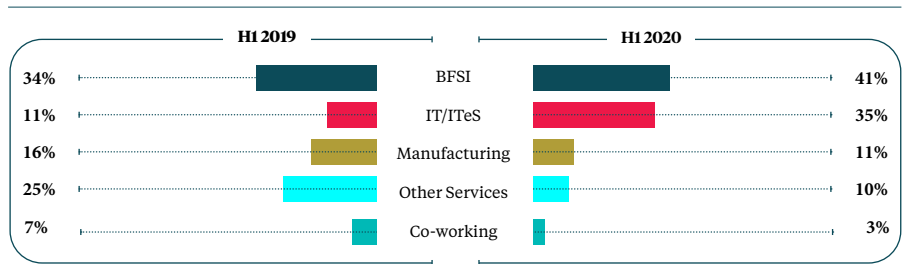 H1 2019 H1 2020
34% BFSI 41%
11% IT/ITeS 35%
16% Manufacturing 11%
25% Other Services 10%
7% Co-working 3%